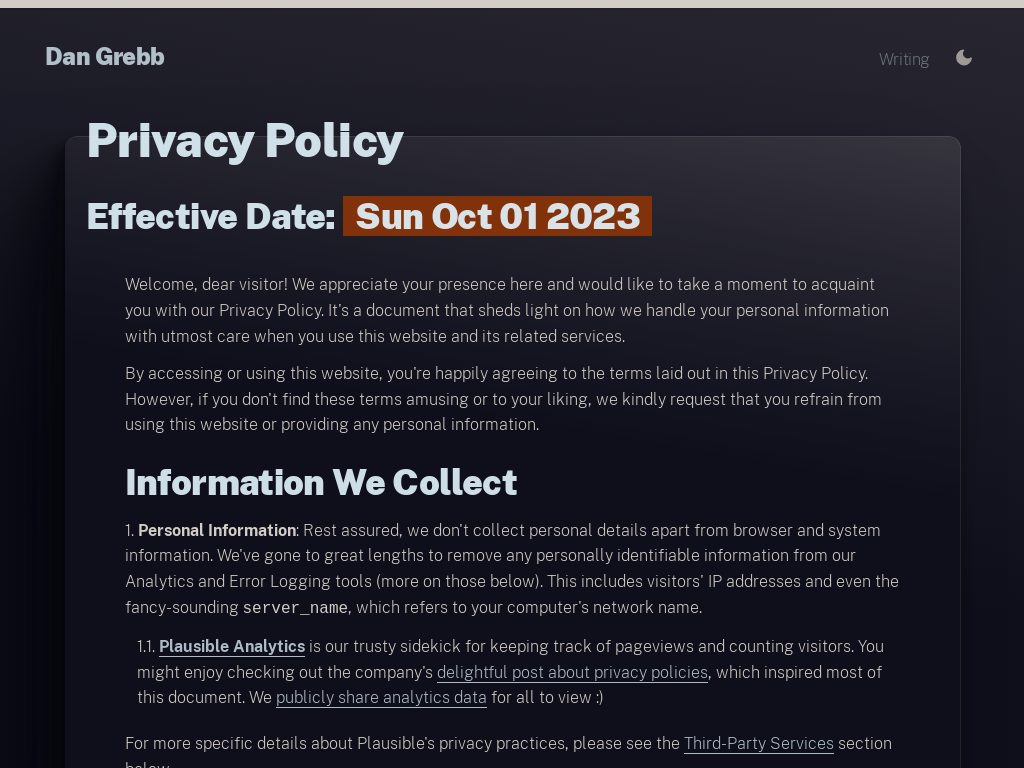 Dan Grebb
Writing
Privacy Policy
Effective Date: Sun Oct 01 2023
Welcome, dear visitor! We appreciate your presence here and would like to take a moment to acquaint
you with our Privacy Policy. It's a document that sheds light on how we handle your personal information
with utmost care when you use this website and its related services.
By accessing or using this website, you're happily agreeing to the terms laid out in this Privacy Policy.
However, if you don't find these terms amusing or to your liking, we kindly request that you refrain from
using this website or providing any personal information.
Information We Collect
1. Personal Information: Rest assured, we don't collect personal details apart from browser and system
information. We've gone to great lengths to remove any personally identifiable information from our
Analytics and Error Logging tools (more on those below). This includes visitors' IP addresses and even the
fancy-sounding server_name, which refers to your computer's network name.
1.1. Plausible Analytics is our trusty sidekick for keeping track of pageviews and counting visitors. You
might enjoy checking out the company's delightful post about privacy policies, which inspired most of
this document. We publicly share analytics data for all to view :)
For more specific details about Plausible's privacy practices, please see the Third-Party Services section